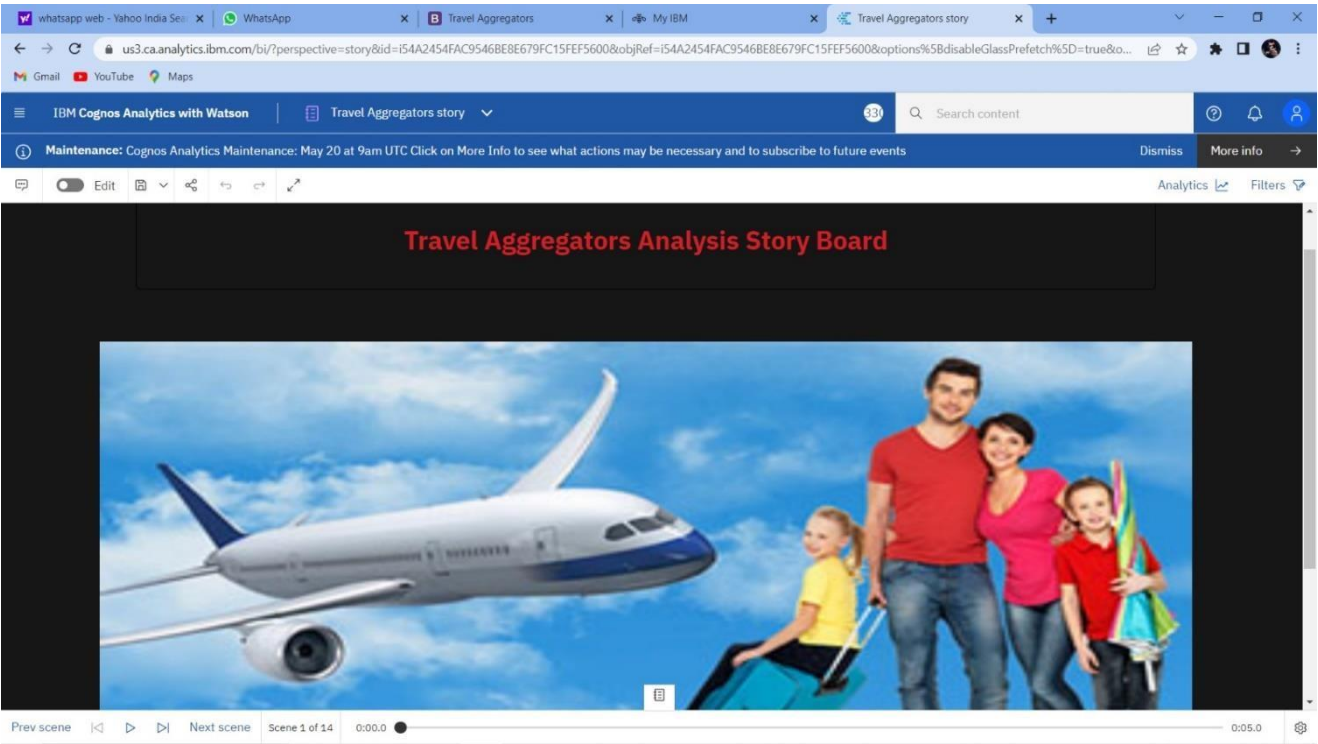 whatsapp web - Yahoo India Sear
WhatsApp
Travel Aggregators
My IBM
Travel Aggregators story
us3.ca.analytics.ibm.com/bi/?perspective=story&id=i54A2454FAC9546BE8E679FC15FEF5600&objRef=i54A2454FAC9546BE8E679FC15FEF5600&options%5BdisableGlassPrefetch%5D=true&o...
Gmail YouTube Maps
IBM Cognos Analytics with Watson Travel Aggregators story Search content
Maintenance: Cognos Analytics Maintenance: May 20 at 9am UTC Click on More Info to see what actions may be necessary and to subscribe to future events Dismiss More info
Edit Analytics Filters
Travel Aggregators Analysis Story Board
Prev scene Next scene Scene 1 of 14 0:00.0 0:05.0